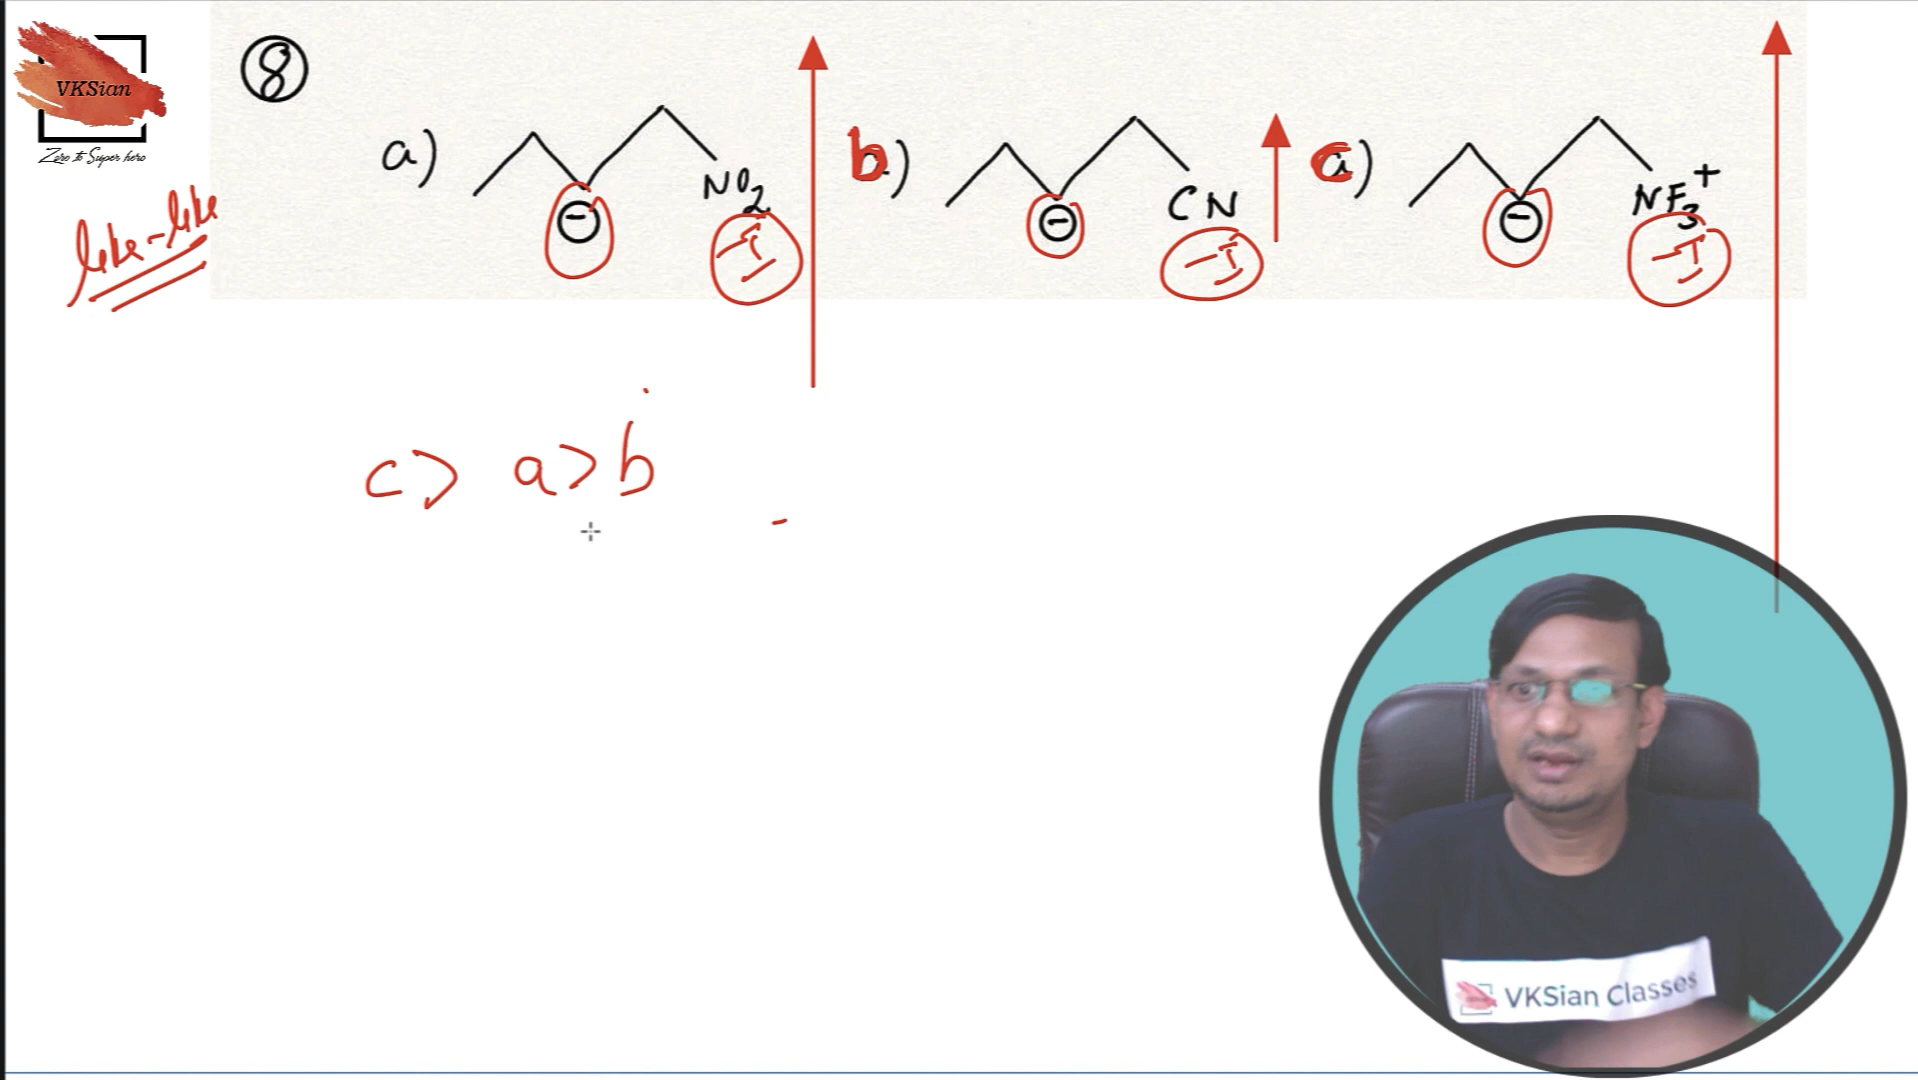 VKSian
Zero to Super hero
⑧
a)
NO₂
⊖
-I
b)
CN
⊖
-I
c)
NF₃⁺
⊖
-I
like-like
c > a > b
VKSian Classes